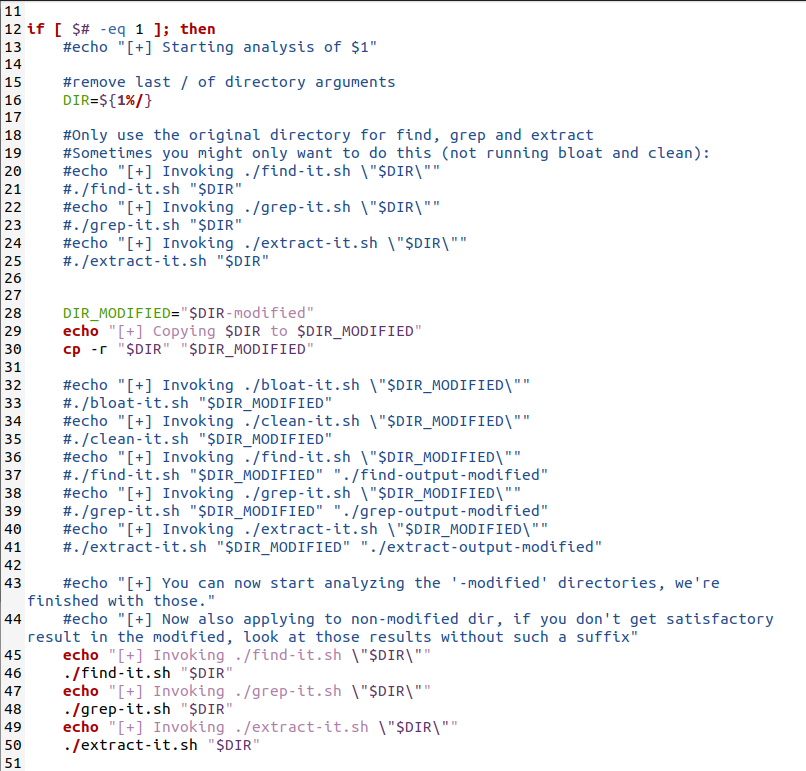 11
12 if [ $# -eq 1 ]; then
13     #echo "[+] Starting analysis of $1"
14
15     #remove last / of directory arguments
16     DIR=${1%/}
17
18     #Only use the original directory for find, grep and extract
19     #Sometimes you might only want to do this (not running bloat and clean):
20     #echo "[+] Invoking ./find-it.sh \"$DIR\""
21     #./find-it.sh "$DIR"
22     #echo "[+] Invoking ./grep-it.sh \"$DIR\""
23     #./grep-it.sh "$DIR"
24     #echo "[+] Invoking ./extract-it.sh \"$DIR\""
25     #./extract-it.sh "$DIR"
26
27
28     DIR_MODIFIED="$DIR-modified"
29     echo "[+] Copying $DIR to $DIR_MODIFIED"
30     cp -r "$DIR" "$DIR_MODIFIED"
31
32     #echo "[+] Invoking ./bloat-it.sh \"$DIR_MODIFIED\""
33     #./bloat-it.sh "$DIR_MODIFIED"
34     #echo "[+] Invoking ./clean-it.sh \"$DIR_MODIFIED\""
35     #./clean-it.sh "$DIR_MODIFIED"
36     #echo "[+] Invoking ./find-it.sh \"$DIR_MODIFIED\""
37     #./find-it.sh "$DIR_MODIFIED" "./find-output-modified"
38     #echo "[+] Invoking ./grep-it.sh \"$DIR_MODIFIED\""
39     #./grep-it.sh "$DIR_MODIFIED" "./grep-output-modified"
40     #echo "[+] Invoking ./extract-it.sh \"$DIR_MODIFIED\""
41     #./extract-it.sh "$DIR_MODIFIED" "./extract-output-modified"
42
43     #echo "[+] You can now start analyzing the '-modified' directories, we're
finished with those."
44     #echo "[+] Now also applying to non-modified dir, if you don't get satisfactory
result in the modified, look at those results without such a suffix"
45     echo "[+] Invoking ./find-it.sh \"$DIR\""
46     ./find-it.sh "$DIR"
47     echo "[+] Invoking ./grep-it.sh \"$DIR\""
48     ./grep-it.sh "$DIR"
49     echo "[+] Invoking ./extract-it.sh \"$DIR\""
50     ./extract-it.sh "$DIR"
51